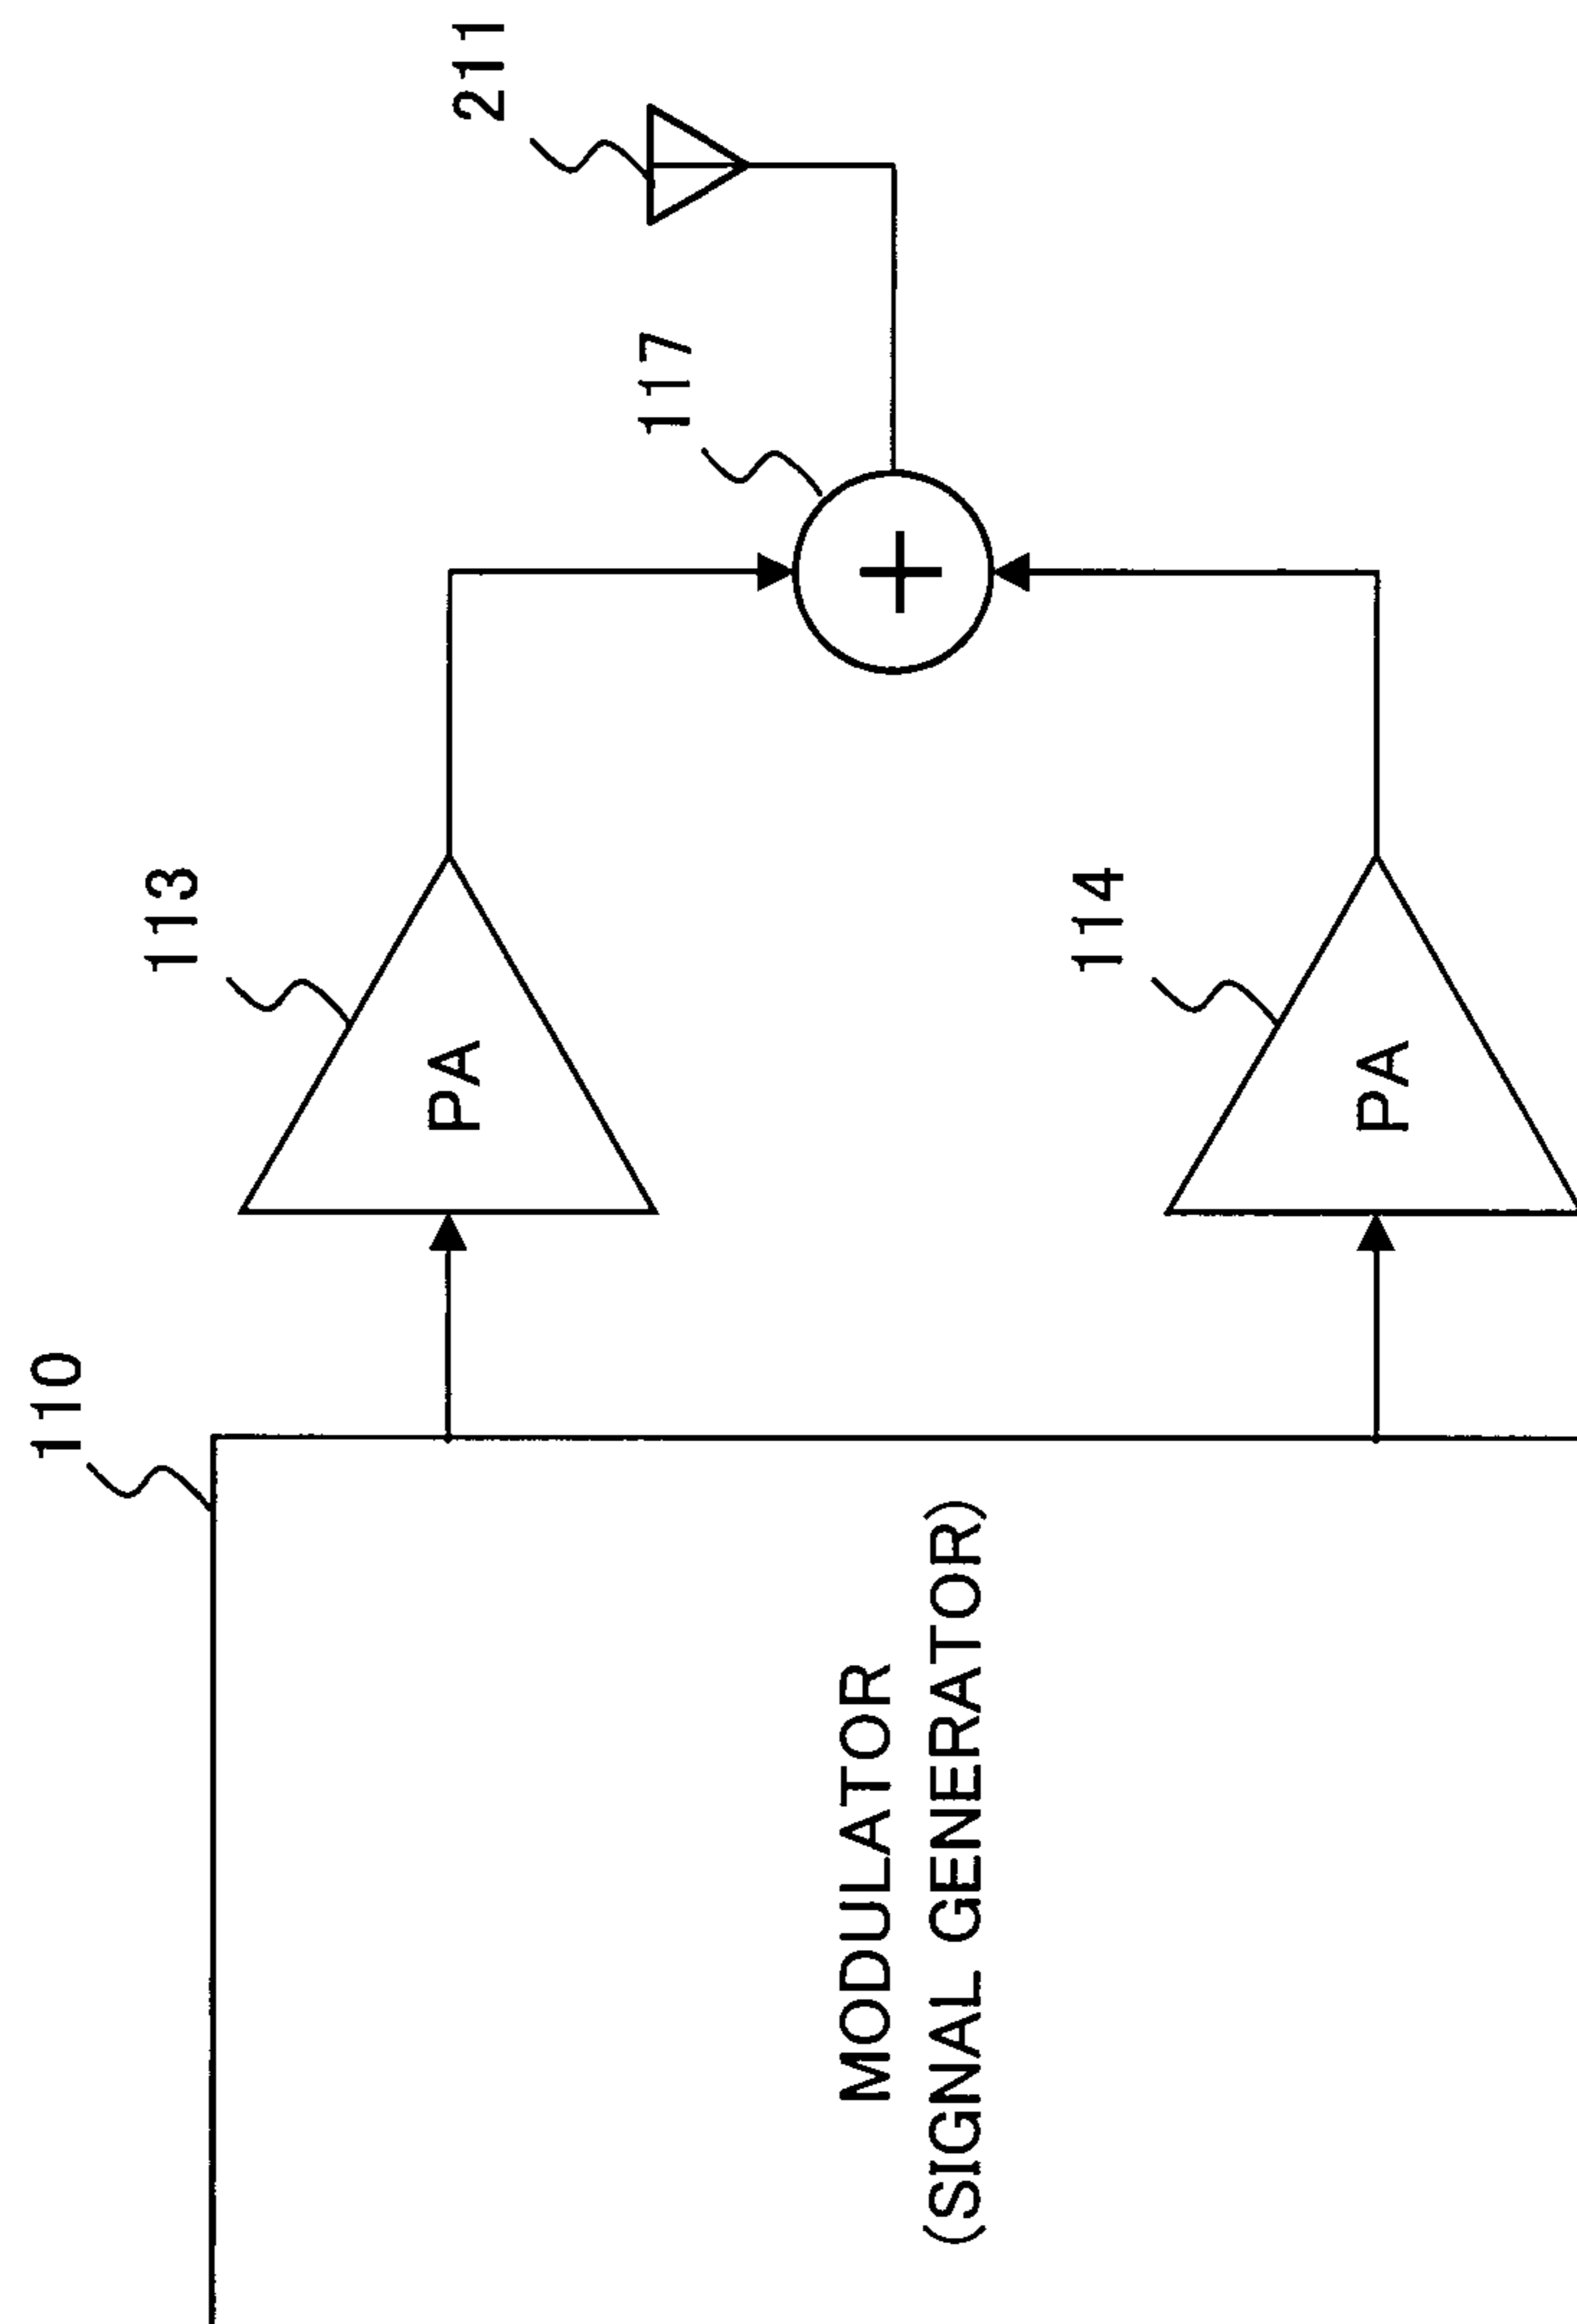 110
MODULATOR
(SIGNAL GENERATOR)
113
PA
114
PA
117
211